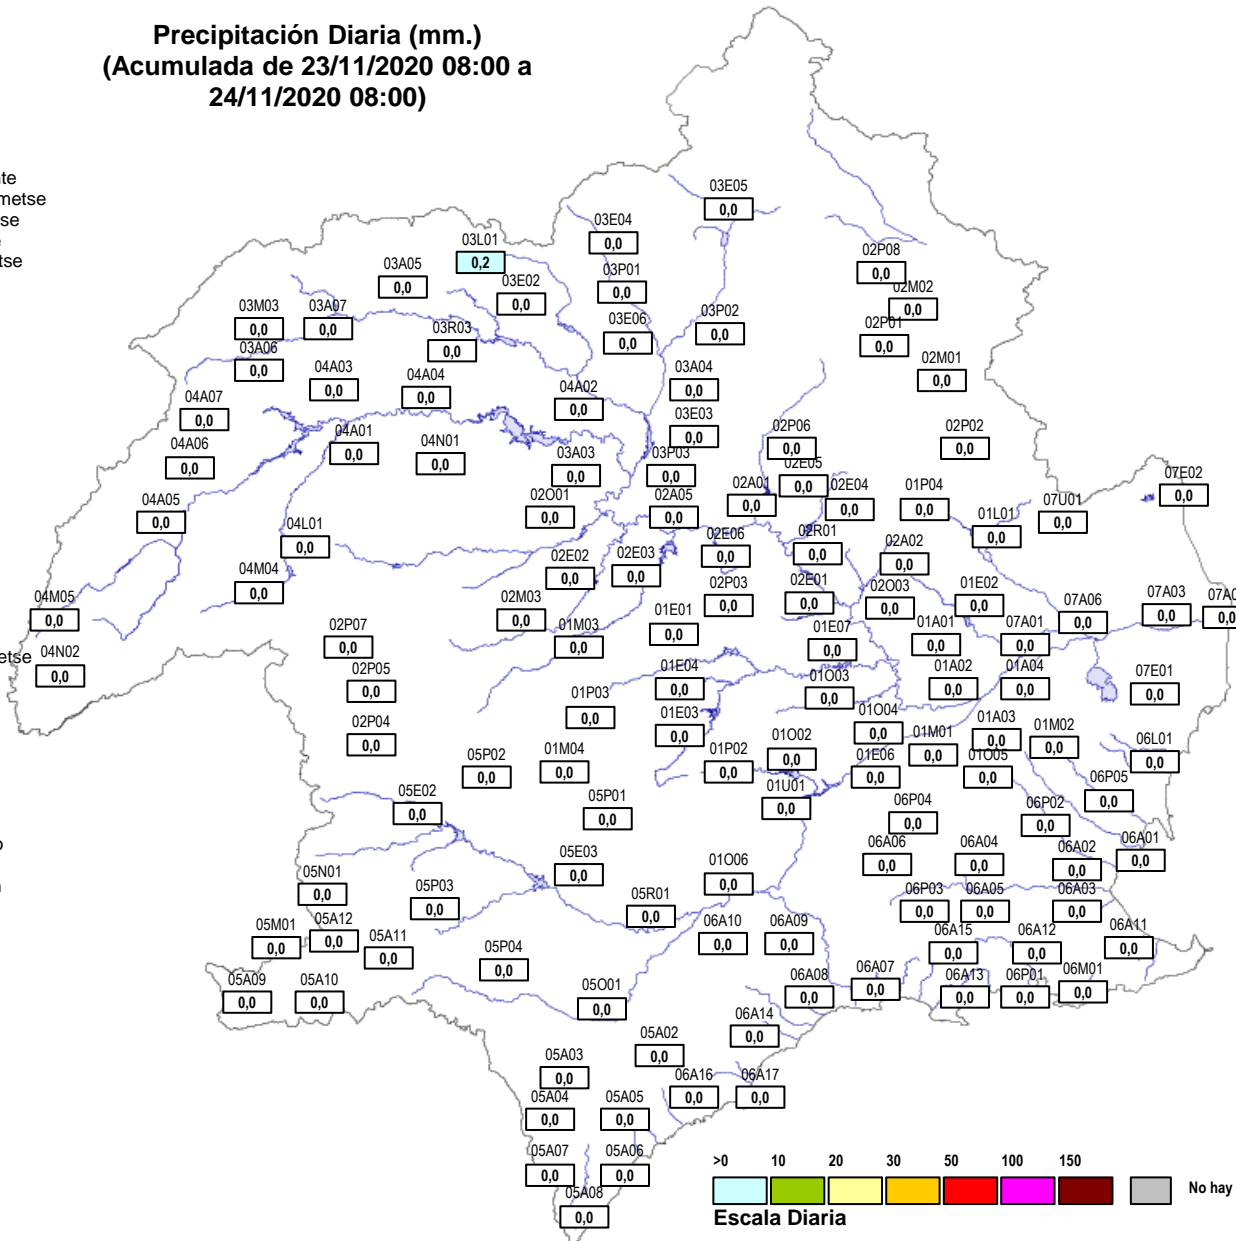 Precipitación Diaria (mm.)
(Acumulada de 23/11/2020 08:00 a
24/11/2020 08:00)
03E05
0,0
03E04
0,0
03L01
0,2
02P08
0,0
03A05
0,0
03P01
0,0
03E02
0,0
02M02
0,0
03M03
0,0
03A07
0,0
03P02
0,0
03E06
0,0
02P01
0,0
03R03
0,0
03A06
0,0
02M01
0,0
04A03
0,0
03A04
0,0
04A04
0,0
04A02
0,0
04A07
0,0
03E03
0,0
04A01
0,0
02P06
0,0
02P02
0,0
04N01
0,0
04A06
0,0
03A03
0,0
03P03
0,0
02E05
0,0
07E02
0,0
02A01
0,0
02E04
0,0
01P04
0,0
04A05
0,0
02O01
0,0
02A05
0,0
07U01
0,0
01L01
0,0
04L01
0,0
02E06
0,0
02R01
0,0
02A02
0,0
02E02
0,0
02E03
0,0
04M04
0,0
02P03
0,0
02E01
0,0
02O03
0,0
01E02
0,0
04M05
0,0
02M03
0,0
07A06
0,0
07A03
0,0
07A0
0,0
01E01
0,0
02P07
0,0
01M03
0,0
01E07
0,0
01A01
0,0
07A01
0,0
etse
04N02
0,0
02P05
0,0
01E04
0,0
01O03
0,0
01A02
0,0
01A04
0,0
07E01
0,0
01P03
0,0
02P04
0,0
01E03
0,0
01O04
0,0
01A03
0,0
01M02
0,0
01M01
0,0
05P02
0,0
01M04
0,0
01P02
0,0
01O02
0,0
01E06
0,0
01O05
0,0
06L01
0,0
05E02
0,0
05P01
0,0
01U01
0,0
06P05
0,0
06P04
0,0
06P02
0,0
05E03
0,0
06A06
0,0
06A04
0,0
06A02
0,0
06A01
0,0
05N01
0,0
05P03
0,0
01O06
0,0
05R01
0,0
06P03
0,0
06A05
0,0
06A03
0,0
05M01
0,0
05A12
0,0
05A11
0,0
06A10
0,0
06A09
0,0
06A15
0,0
06A12
0,0
06A11
0,0
05P04
0,0
05A09
0,0
05A10
0,0
05O01
0,0
06A08
0,0
06A07
0,0
06A13
0,0
06P01
0,0
06M01
0,0
06A14
0,0
05A02
0,0
05A03
0,0
06A16
0,0
06A17
0,0
05A04
0,0
05A05
0,0
05A07
0,0
05A06
0,0
05A08
0,0
>0 10 20 30 50 100 150
No hay
Escala Diaria